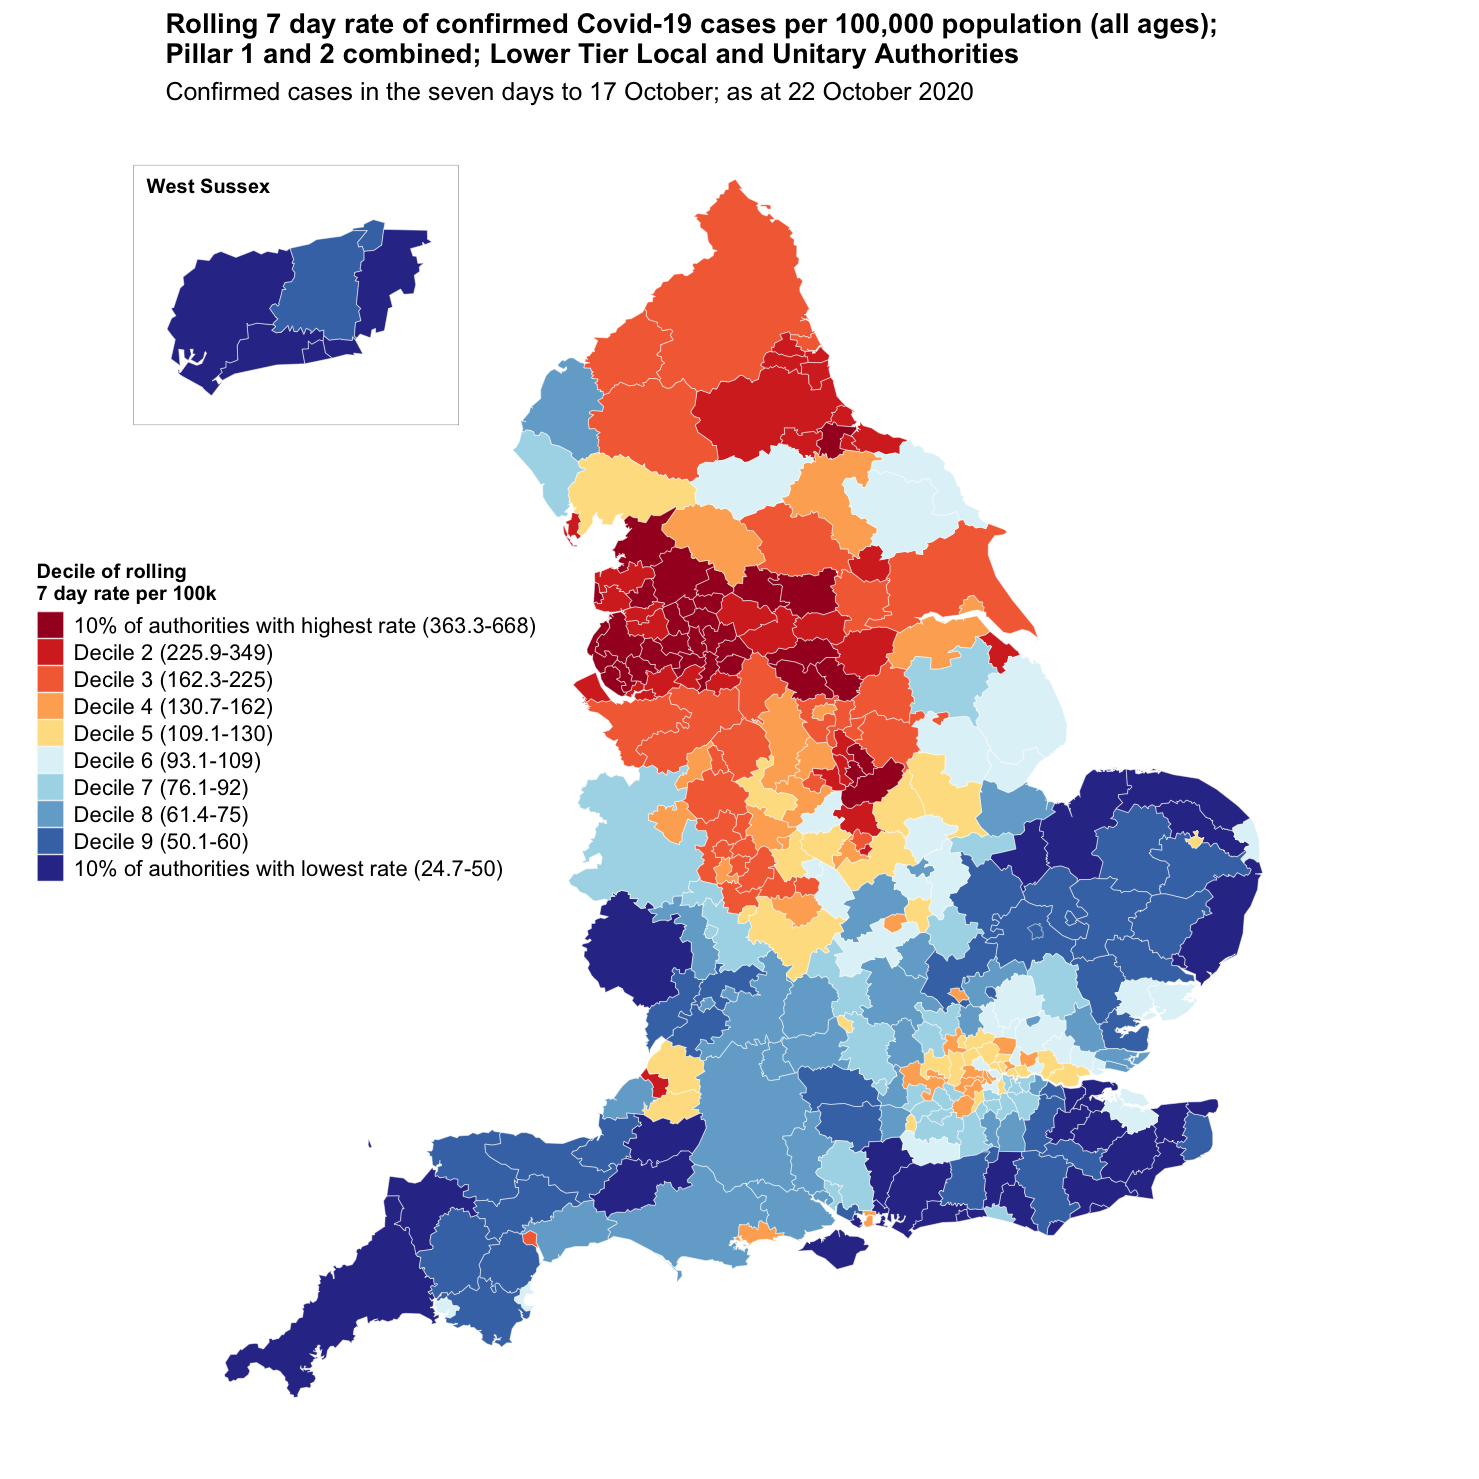 Rolling 7 day rate of confirmed Covid-19 cases per 100,000 population (all ages);
Pillar 1 and 2 combined; Lower Tier Local and Unitary Authorities
Confirmed cases in the seven days to 17 October; as at 22 October 2020
West Sussex
Decile of rolling
7 day rate per 100k
10% of authorities with highest rate (363.3-668)
Decile 2 (225.9-349)
Decile 3 (162.3-225)
Decile 4 (130.7-162)
Decile 5 (109.1-130)
Decile 6 (93.1-109)
Decile 7 (76.1-92)
Decile 8 (61.4-75)
Decile 9 (50.1-60)
10% of authorities with lowest rate (24.7-50)